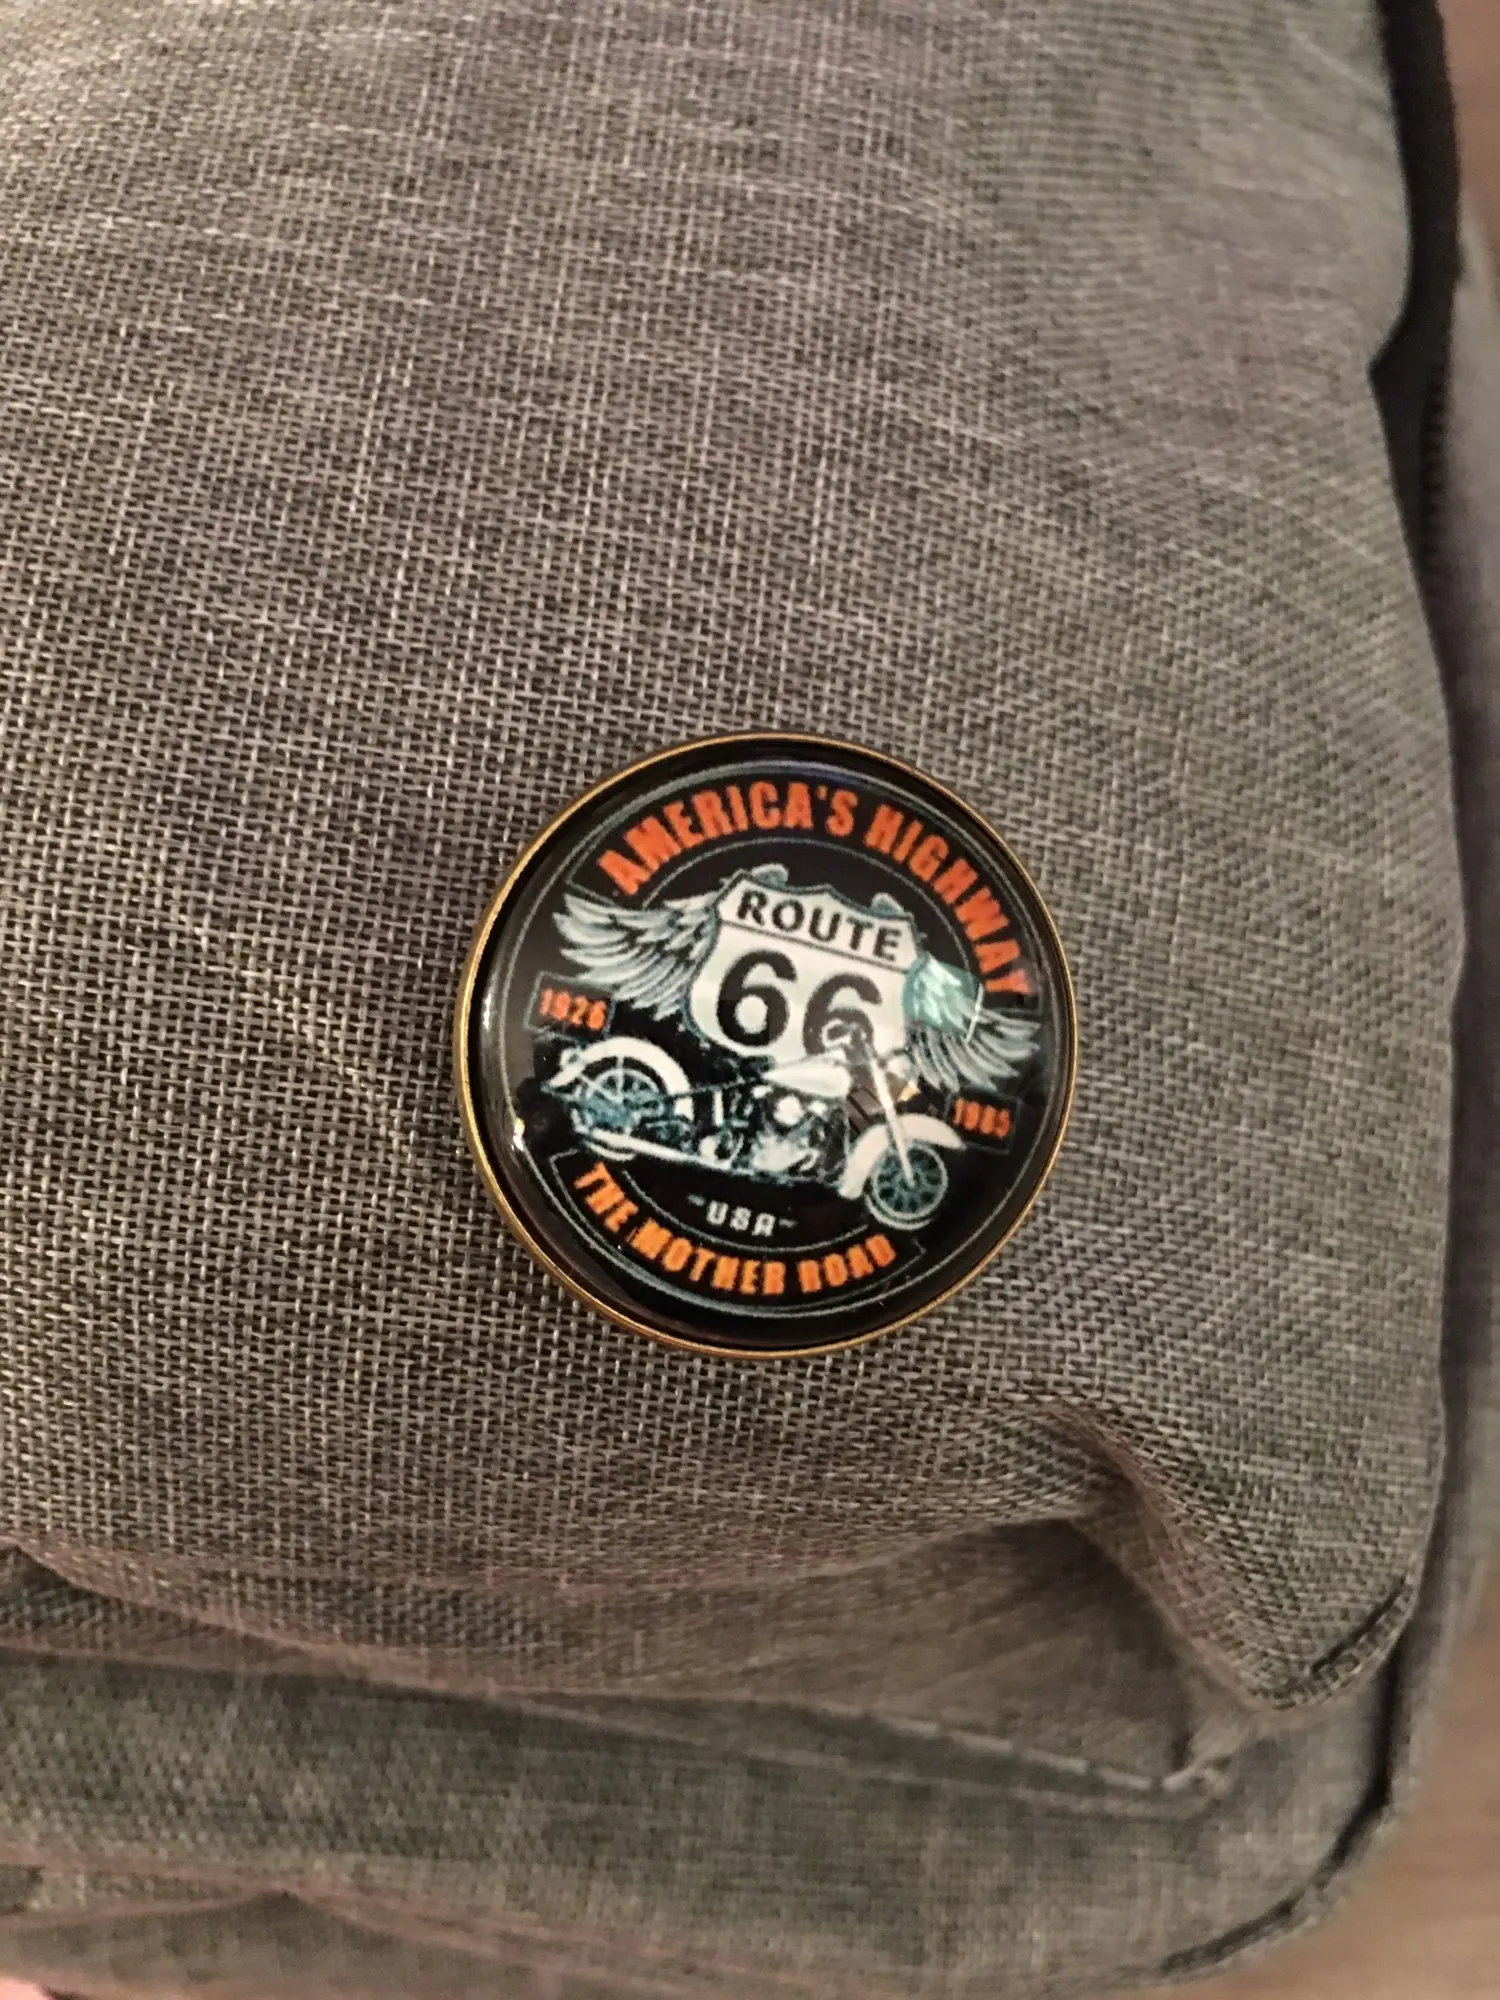 AMERICA'S HIGHWAY
ROUTE
66
1926
1985
~USA~
THE MOTHER ROAD